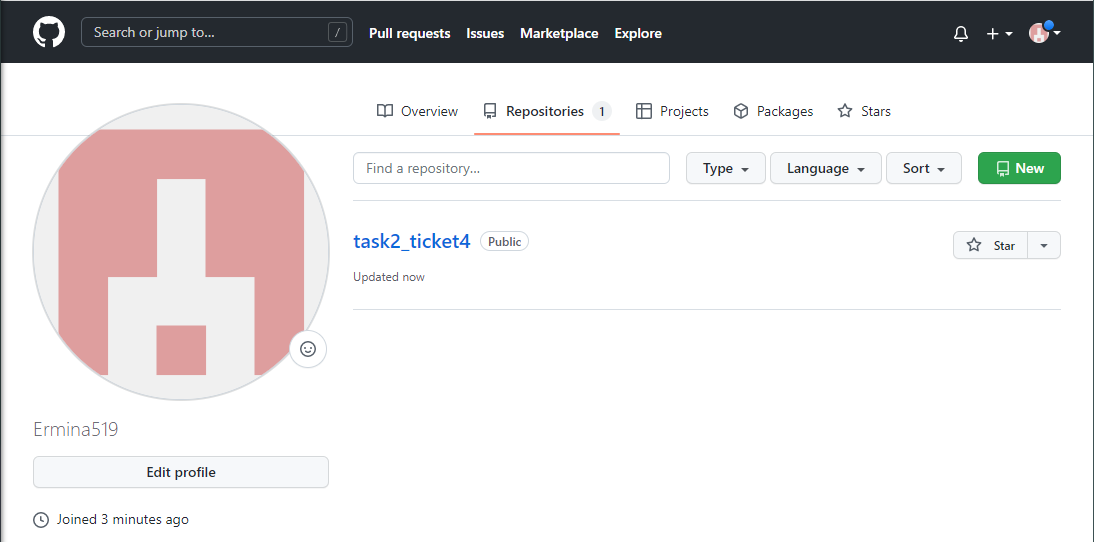 Search or jump to... /
Pull requests Issues Marketplace Explore
Overview Repositories 1 Projects Packages Stars
Find a repository...
Type Language Sort New
task2_ticket4 Public
Star
Updated now
Ermina519
Edit profile
Joined 3 minutes ago